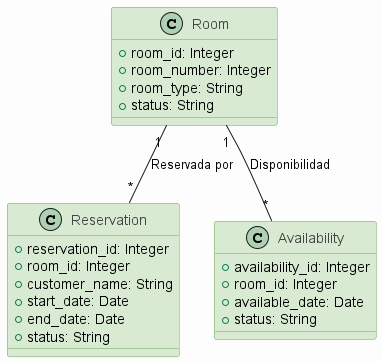 C Room
room_id: Integer
room_number: Integer
room_type: String
status: String
1 1
Reservada por Disponibilidad
* *
C Reservation
reservation_id: Integer
room_id: Integer
customer_name: String
start_date: Date
end_date: Date
status: String
C Availability
availability_id: Integer
room_id: Integer
available_date: Date
status: String